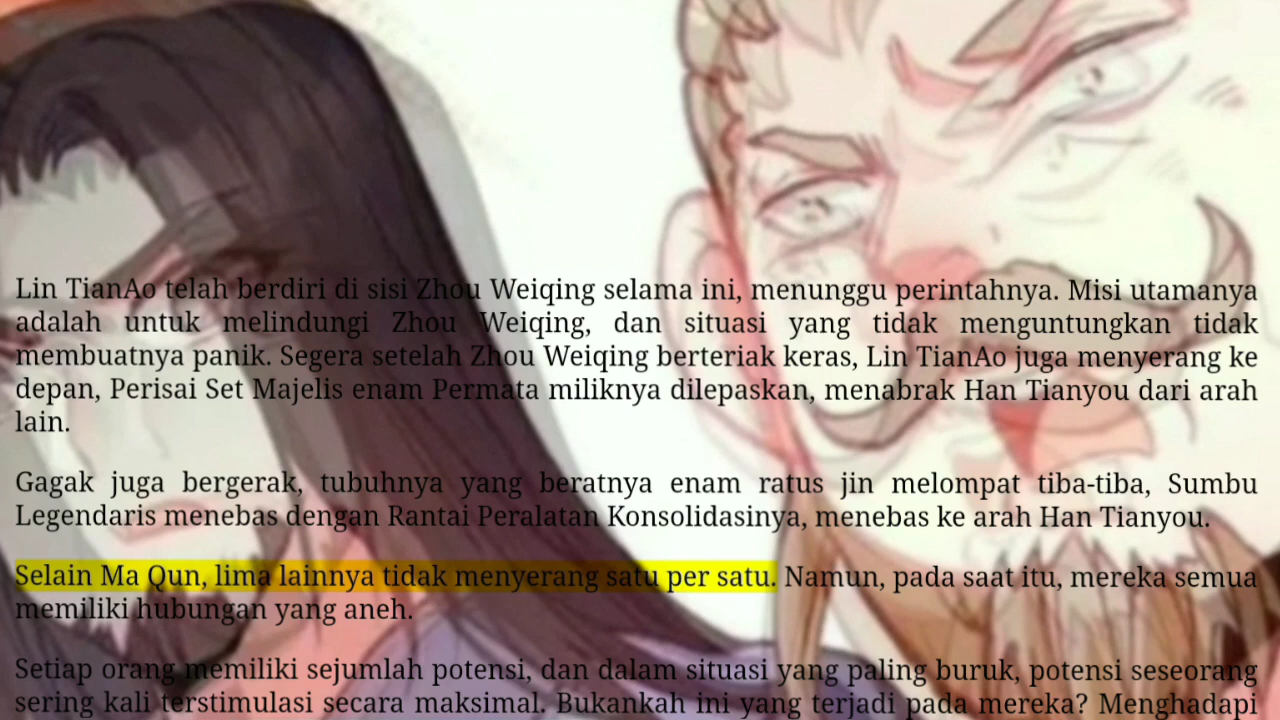 Lin TianAo telah berdiri di sisi Zhou Weiqing selama ini, menunggu perintahnya. Misi utamanya
adalah untuk melindungi Zhou Weiqing, dan situasi yang tidak menguntungkan tidak
membuatnya panik. Segera setelah Zhou Weiqing berteriak keras, Lin TianAo juga menyerang ke
depan, Perisai Set Majelis enam Permata miliknya dilepaskan, menabrak Han Tianyou dari arah
lain.
Gagak juga bergerak, tubuhnya yang beratnya enam ratus jin melompat tiba-tiba, Sumbu
Legendaris menebas dengan Rantai Peralatan Konsolidasinya, menebas ke arah Han Tianyou.
Selain Ma Qun, lima lainnya tidak menyerang satu per satu. Namun, pada saat itu, mereka semua
memiliki hubungan yang aneh.
Setiap orang memiliki sejumlah potensi, dan dalam situasi yang paling buruk, potensi seseorang
sering kali terstimulasi secara maksimal. Bukankah ini yang terjadi pada mereka? Menghadapi